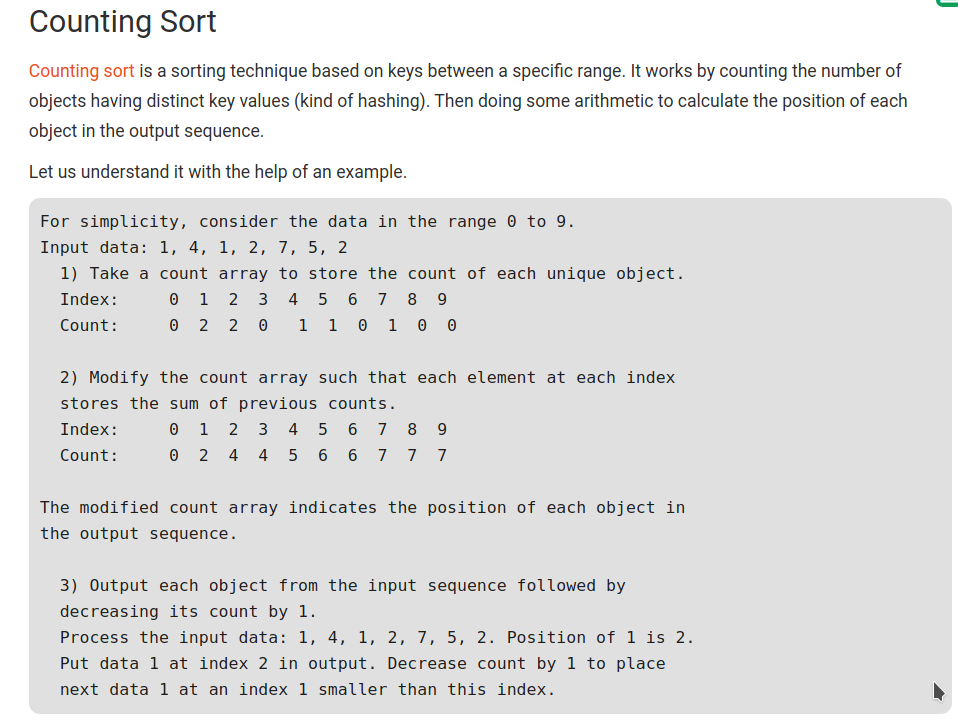 Counting Sort
Counting sort is a sorting technique based on keys between a specific range. It works by counting the number of
objects having distinct key values (kind of hashing). Then doing some arithmetic to calculate the position of each
object in the output sequence.
Let us understand it with the help of an example.
For simplicity, consider the data in the range 0 to 9.
Input data: 1, 4, 1, 2, 7, 5, 2
  1) Take a count array to store the count of each unique object.
  Index:     0  1  2  3  4  5  6  7  8  9
  Count:     0  2  2  0   1  1  0  1  0  0
  2) Modify the count array such that each element at each index
  stores the sum of previous counts.
  Index:     0  1  2  3  4  5  6  7  8  9
  Count:     0  2  4  4  5  6  6  7  7  7
The modified count array indicates the position of each object in
the output sequence.
  3) Output each object from the input sequence followed by
  decreasing its count by 1.
  Process the input data: 1, 4, 1, 2, 7, 5, 2. Position of 1 is 2.
  Put data 1 at index 2 in output. Decrease count by 1 to place
  next data 1 at an index 1 smaller than this index.